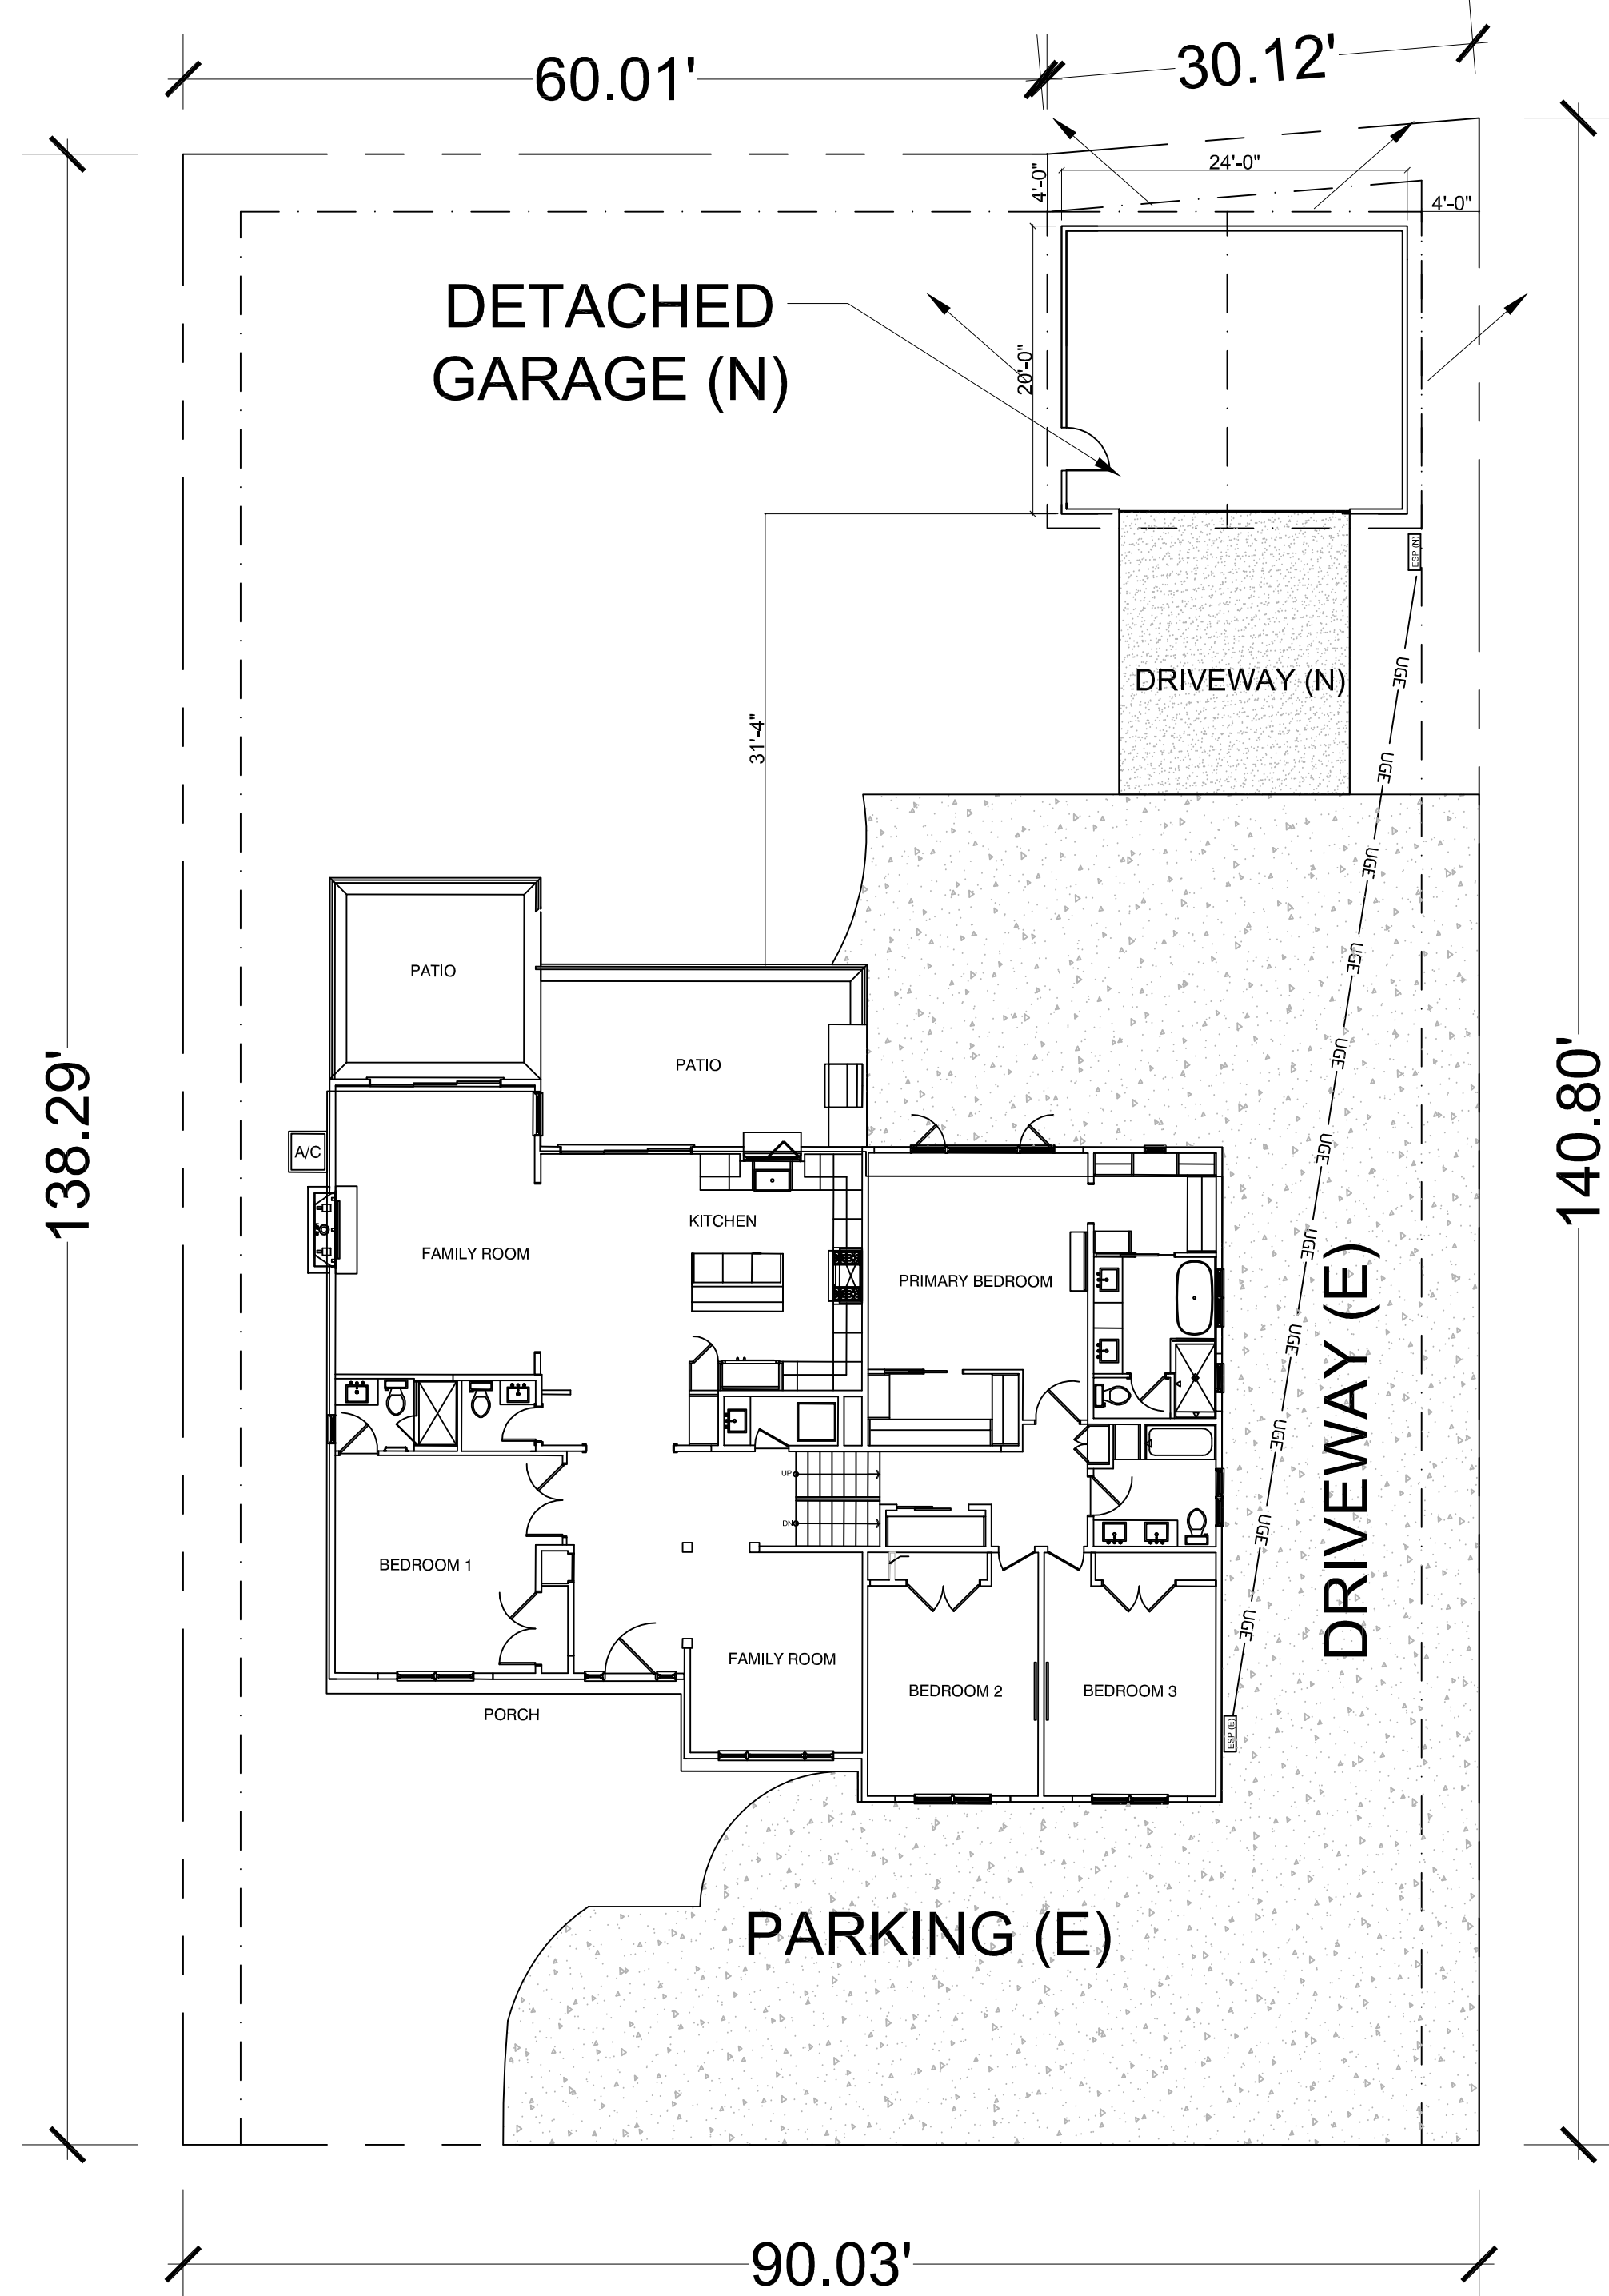 60.01'
30.12'
24'-0"
4'-0"
4'-0"
DETACHED
GARAGE (N)
20'-0"
ESP (N)
DRIVEWAY (N)
UGE
31'-4"
UGE
UGE
PATIO
UGE
138.29'
140.80'
PATIO
UGE
A/C
UGE
KITCHEN
FAMILY ROOM
UGE
PRIMARY BEDROOM
UGE
DRIVEWAY (E)
UGE
UP
DN
UGE
BEDROOM 1
UGE
FAMILY ROOM
BEDROOM 2
BEDROOM 3
PORCH
ESP (E)
PARKING (E)
90.03'